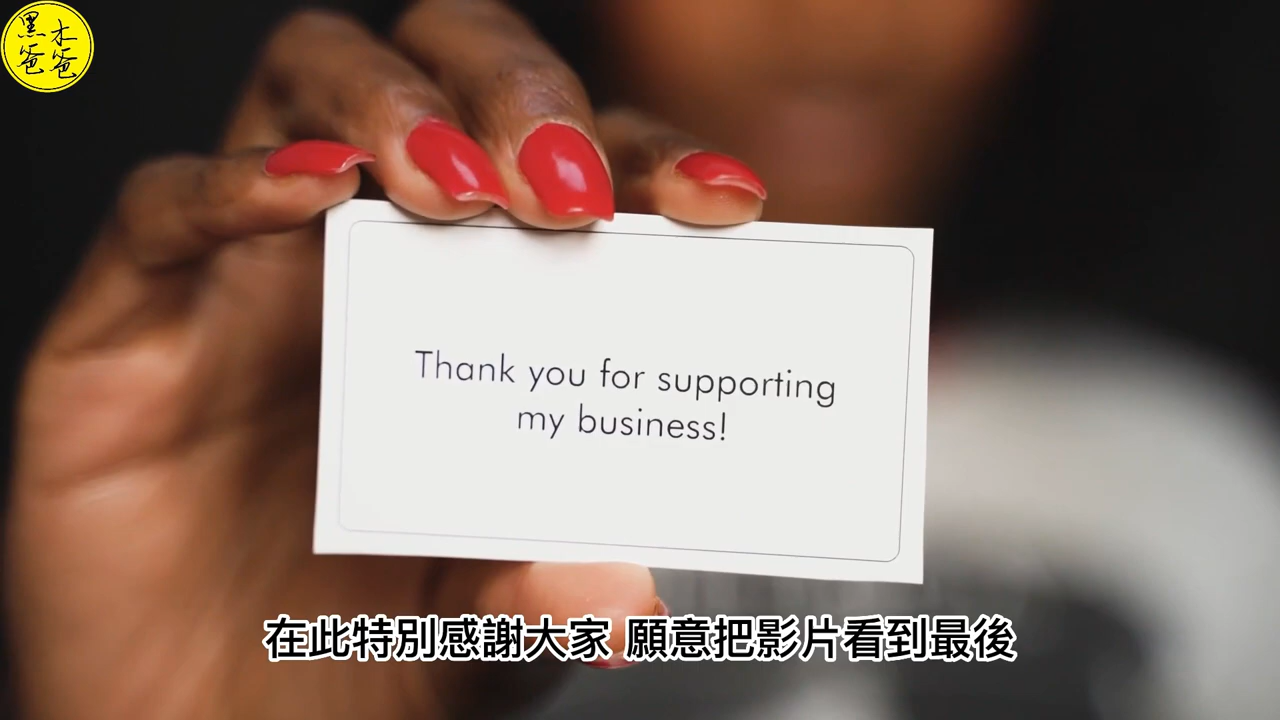 黑木
爸爸
Thank you for supporting
my business!
在此特別感謝大家 願意把影片看到最後